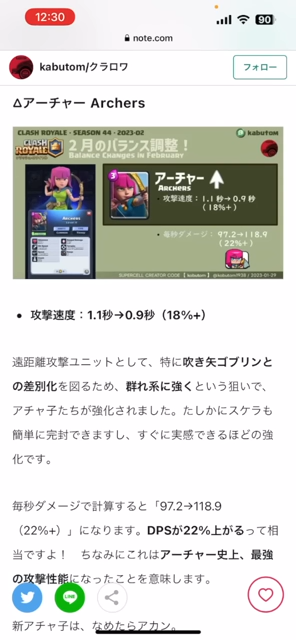 12:30
90
note.com
kabutom/クラロワ
フォロー
△アーチャー Archers
CLASH ROYALE - SEASON 44 - 2023-02
kabutom
CLASH ROYALE
2月のバランス調整！
Balance Changes in February
3
アーチャー
Archers
・攻撃速度：1.1秒→0.9秒
（18%+）
・毎秒ダメージ：97.2→118.9
（22%+）
Archers
SUPERCELL CREATOR CODE 【 kabutom 】
• 攻撃速度：1.1秒→0.9秒（18%+）
遠距離攻撃ユニットとして、特に吹き矢ゴブリンと
の差別化を図るため、群れ系に強くという狙いで、
アチャ子たちが強化されました。たしかにスケラも
簡単に完封できますし、すぐに実感できるほどの強
化です。
毎秒ダメージで計算すると「97.2→118.9
（22%+）」になります。DPSが22%上がるって相
当ですよ！　ちなみにこれはアーチャー史上、最強
の攻撃性能になったことを意味します。
LINE
新アチャ子は、なめたらアカン。